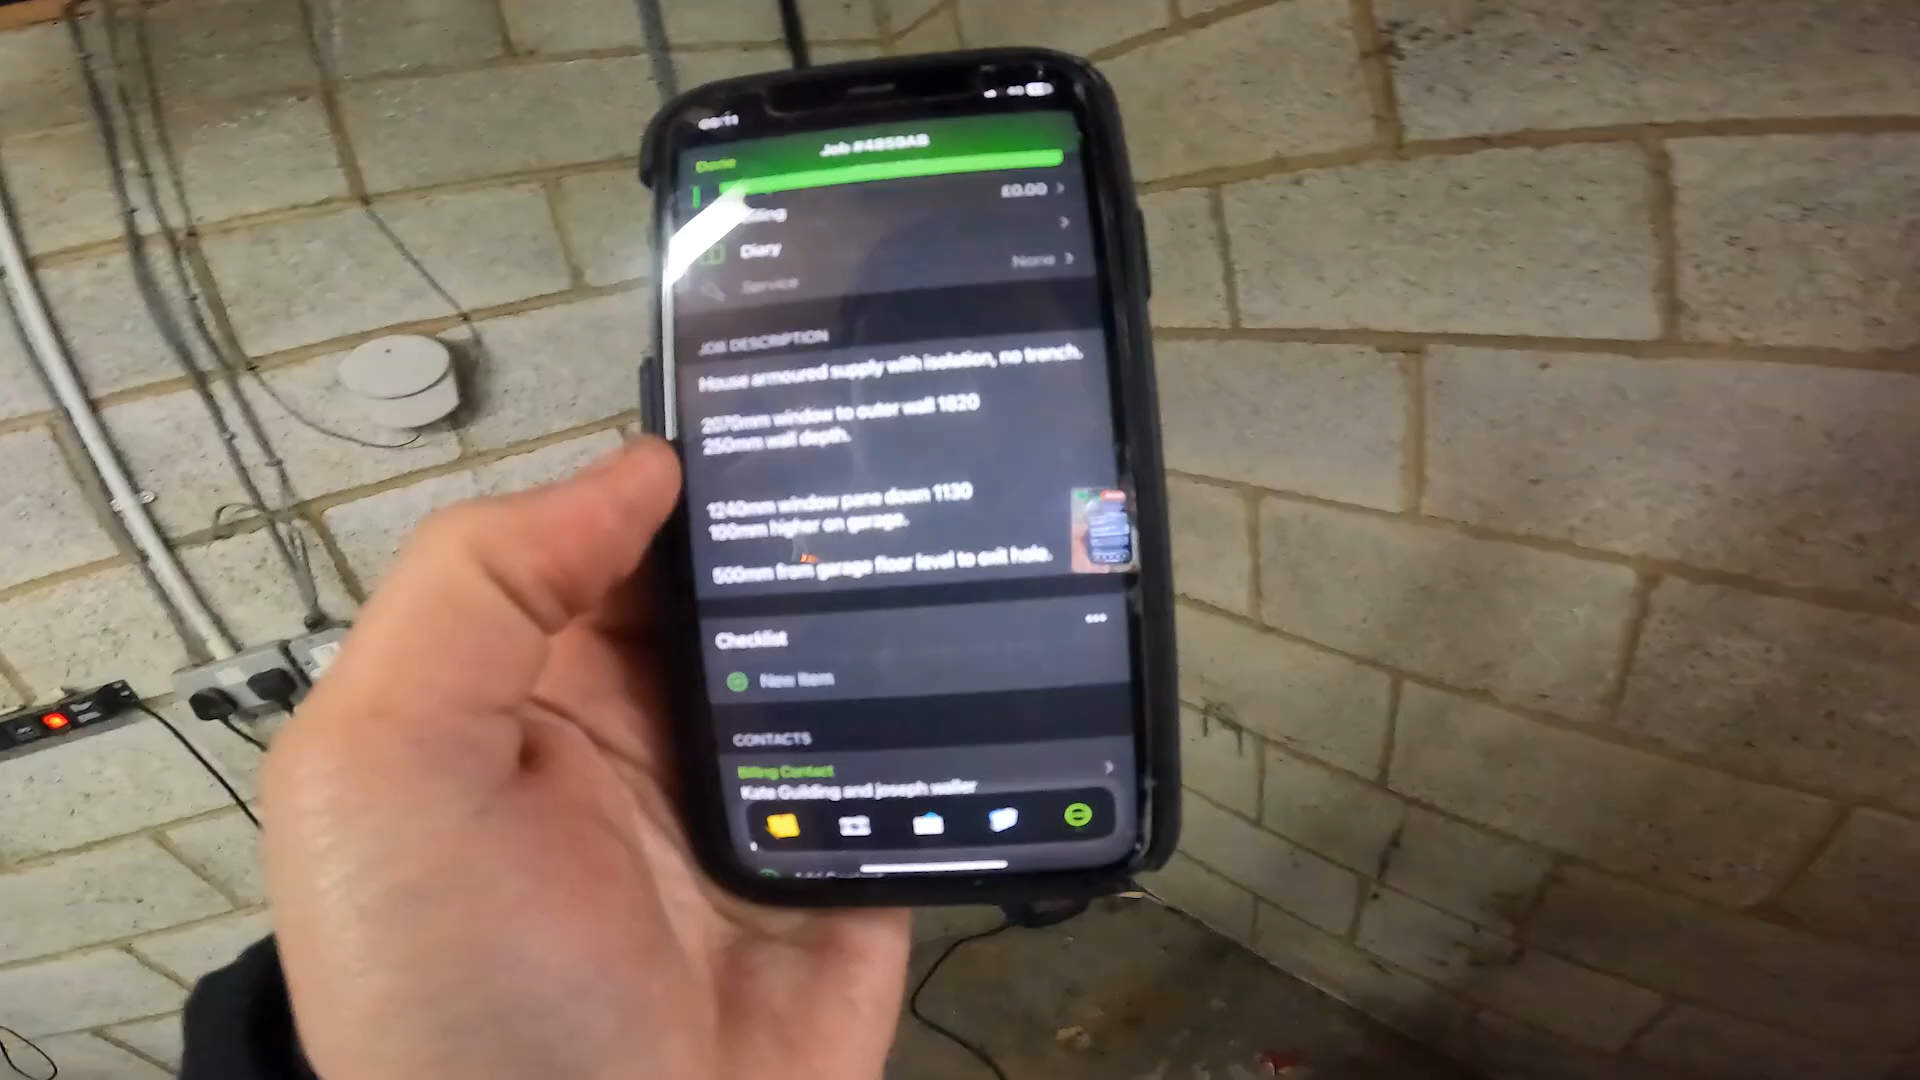 Done
£0.00
Diary
Service
None
JOB DESCRIPTION
House armoured supply with isolation, no trench.
2070mm window to outer wall 1820
250mm wall depth.
1240mm window pane down 1130
100mm higher on garage.
500mm from garage floor level to exit hole.
Checklist
New Item
CONTACTS
Billing Contact
Kate Guilding and joseph waller